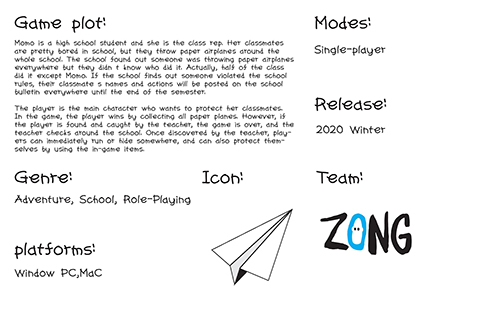 Game plot:
Momo is a high school student and she is the class rep. Her classmates
are pretty bored in school, but they throw paper airplanes around the
whole school. The school found out someone was throwing paper airplanes
everywhere but they didn t know who did it. Actually, half of the class
did it except Momo. If the school finds out someone violated the school
rules, their classmate s names and actions will be posted on the school
bulletin everywhere until the end of the semester.
The player is the main character who wants to protect her classmates.
In the game, the player wins by collecting all paper planes. However, if
the player is found and caught by the teacher, the game is over, and the
teacher checks around the school. Once discovered by the teacher, play-
ers can immediately run or hide somewhere, and can also protect them-
selves by using the in-game items.
Modes:
Single-player
Release:
2020 Winter
Genre:
Adventure, School, Role-Playing
Icon:
Team:
ZONG
platforms:
Window PC,MaC